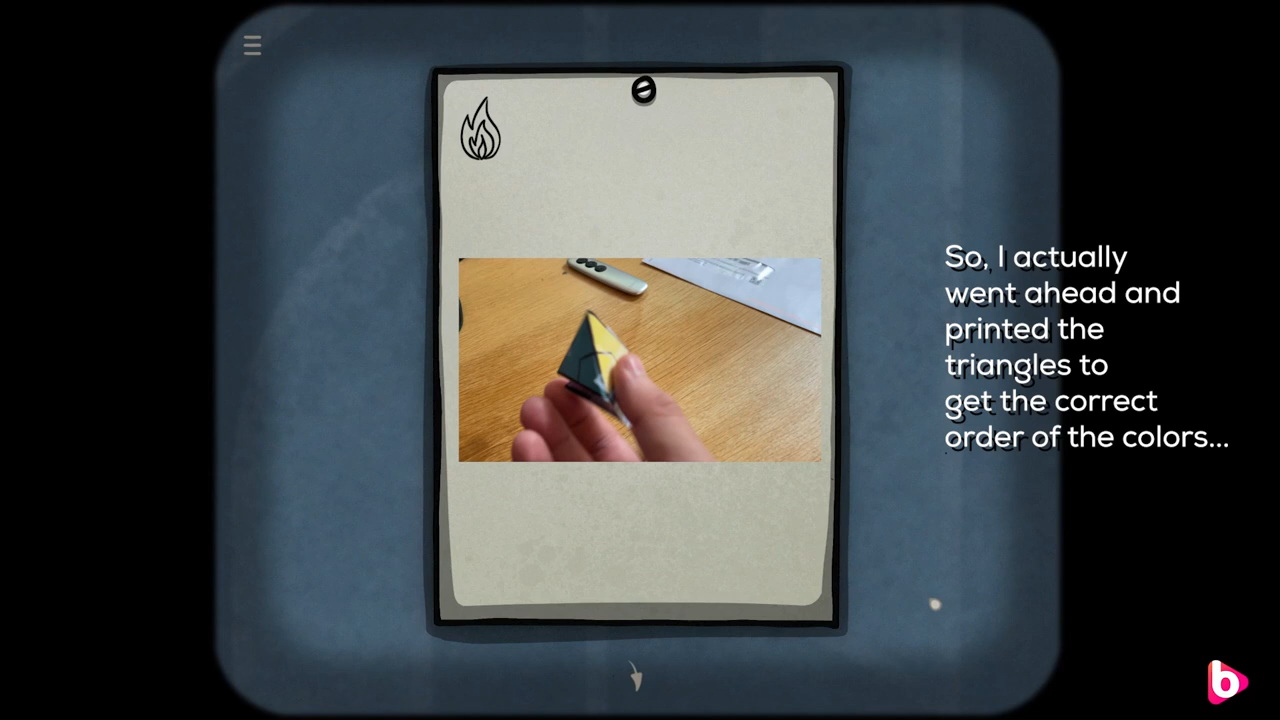 So, I actually
went ahead and
printed the
triangles to
get the correct
order of the colors...
b